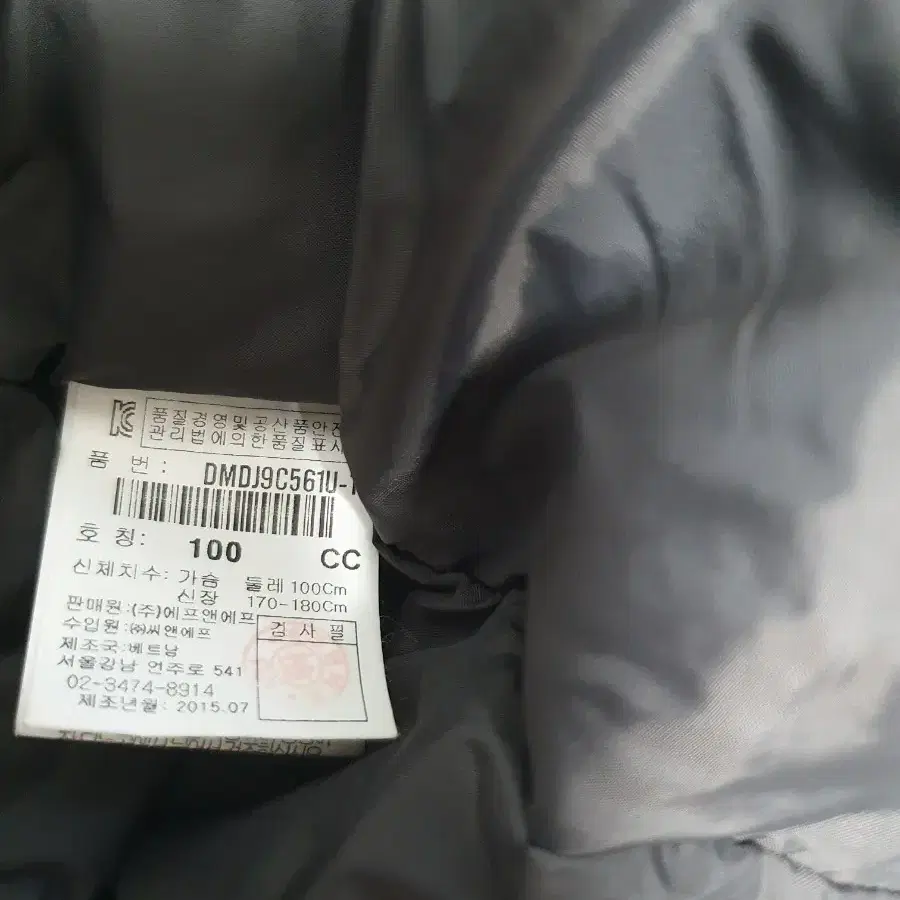 품질경영및공산품안전
관리법에의한품질표시
품 번 : DMDJ9C561U-1
호 칭: 100 CC
신체치수: 가슴 둘레 100Cm
신장 170-180Cm
판매원:(주)에프앤에프
수입원:㈜씨앤에프
검 사 필
제조국:베트남
서울강남 언주로 541
02-3474-8914
제조년월: 2015.07